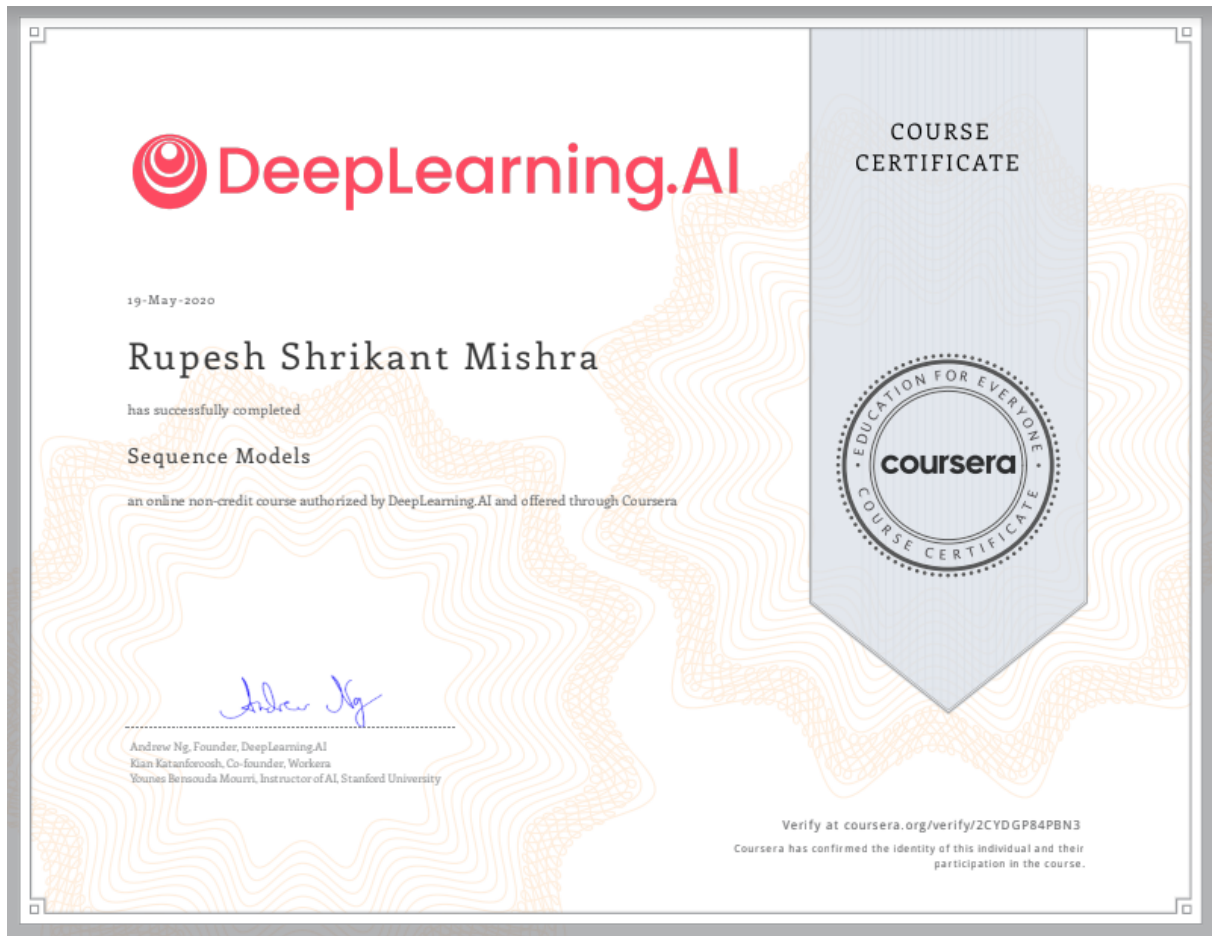 DeepLearning.AI
COURSE
CERTIFICATE
19-May-2020
Rupesh Shrikant Mishra
has successfully completed
Sequence Models
an online non-credit course authorized by DeepLearning.AI and offered through Coursera
EDUCATION FOR EVERYONE
coursera
COURSE CERTIFICATE
Andrew Ng
Andrew Ng, Founder, DeepLearning.AI
Kian Katanforoosh, Co-founder, Workera
Younes Bensouda Mourri, Instructor of AI, Stanford University
Verify at coursera.org/verify/2CYDGP84PBN3
Coursera has confirmed the identity of this individual and their
participation in the course.